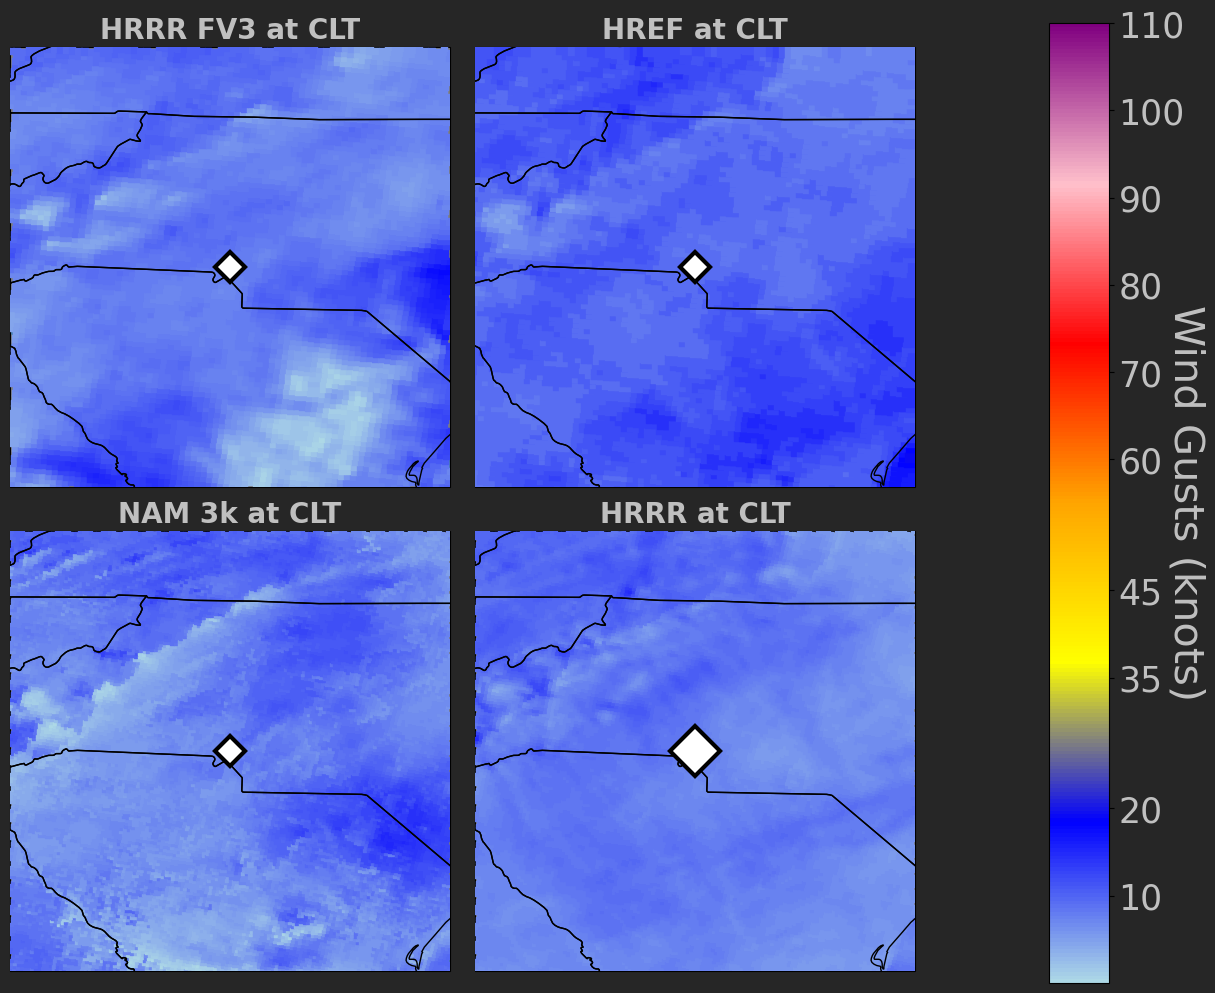 HRRR FV3 at CLT
HREF at CLT
NAM 3k at CLT
HRRR at CLT
110
100
90
80
70
60
45
35
20
10
Wind Gusts (knots)